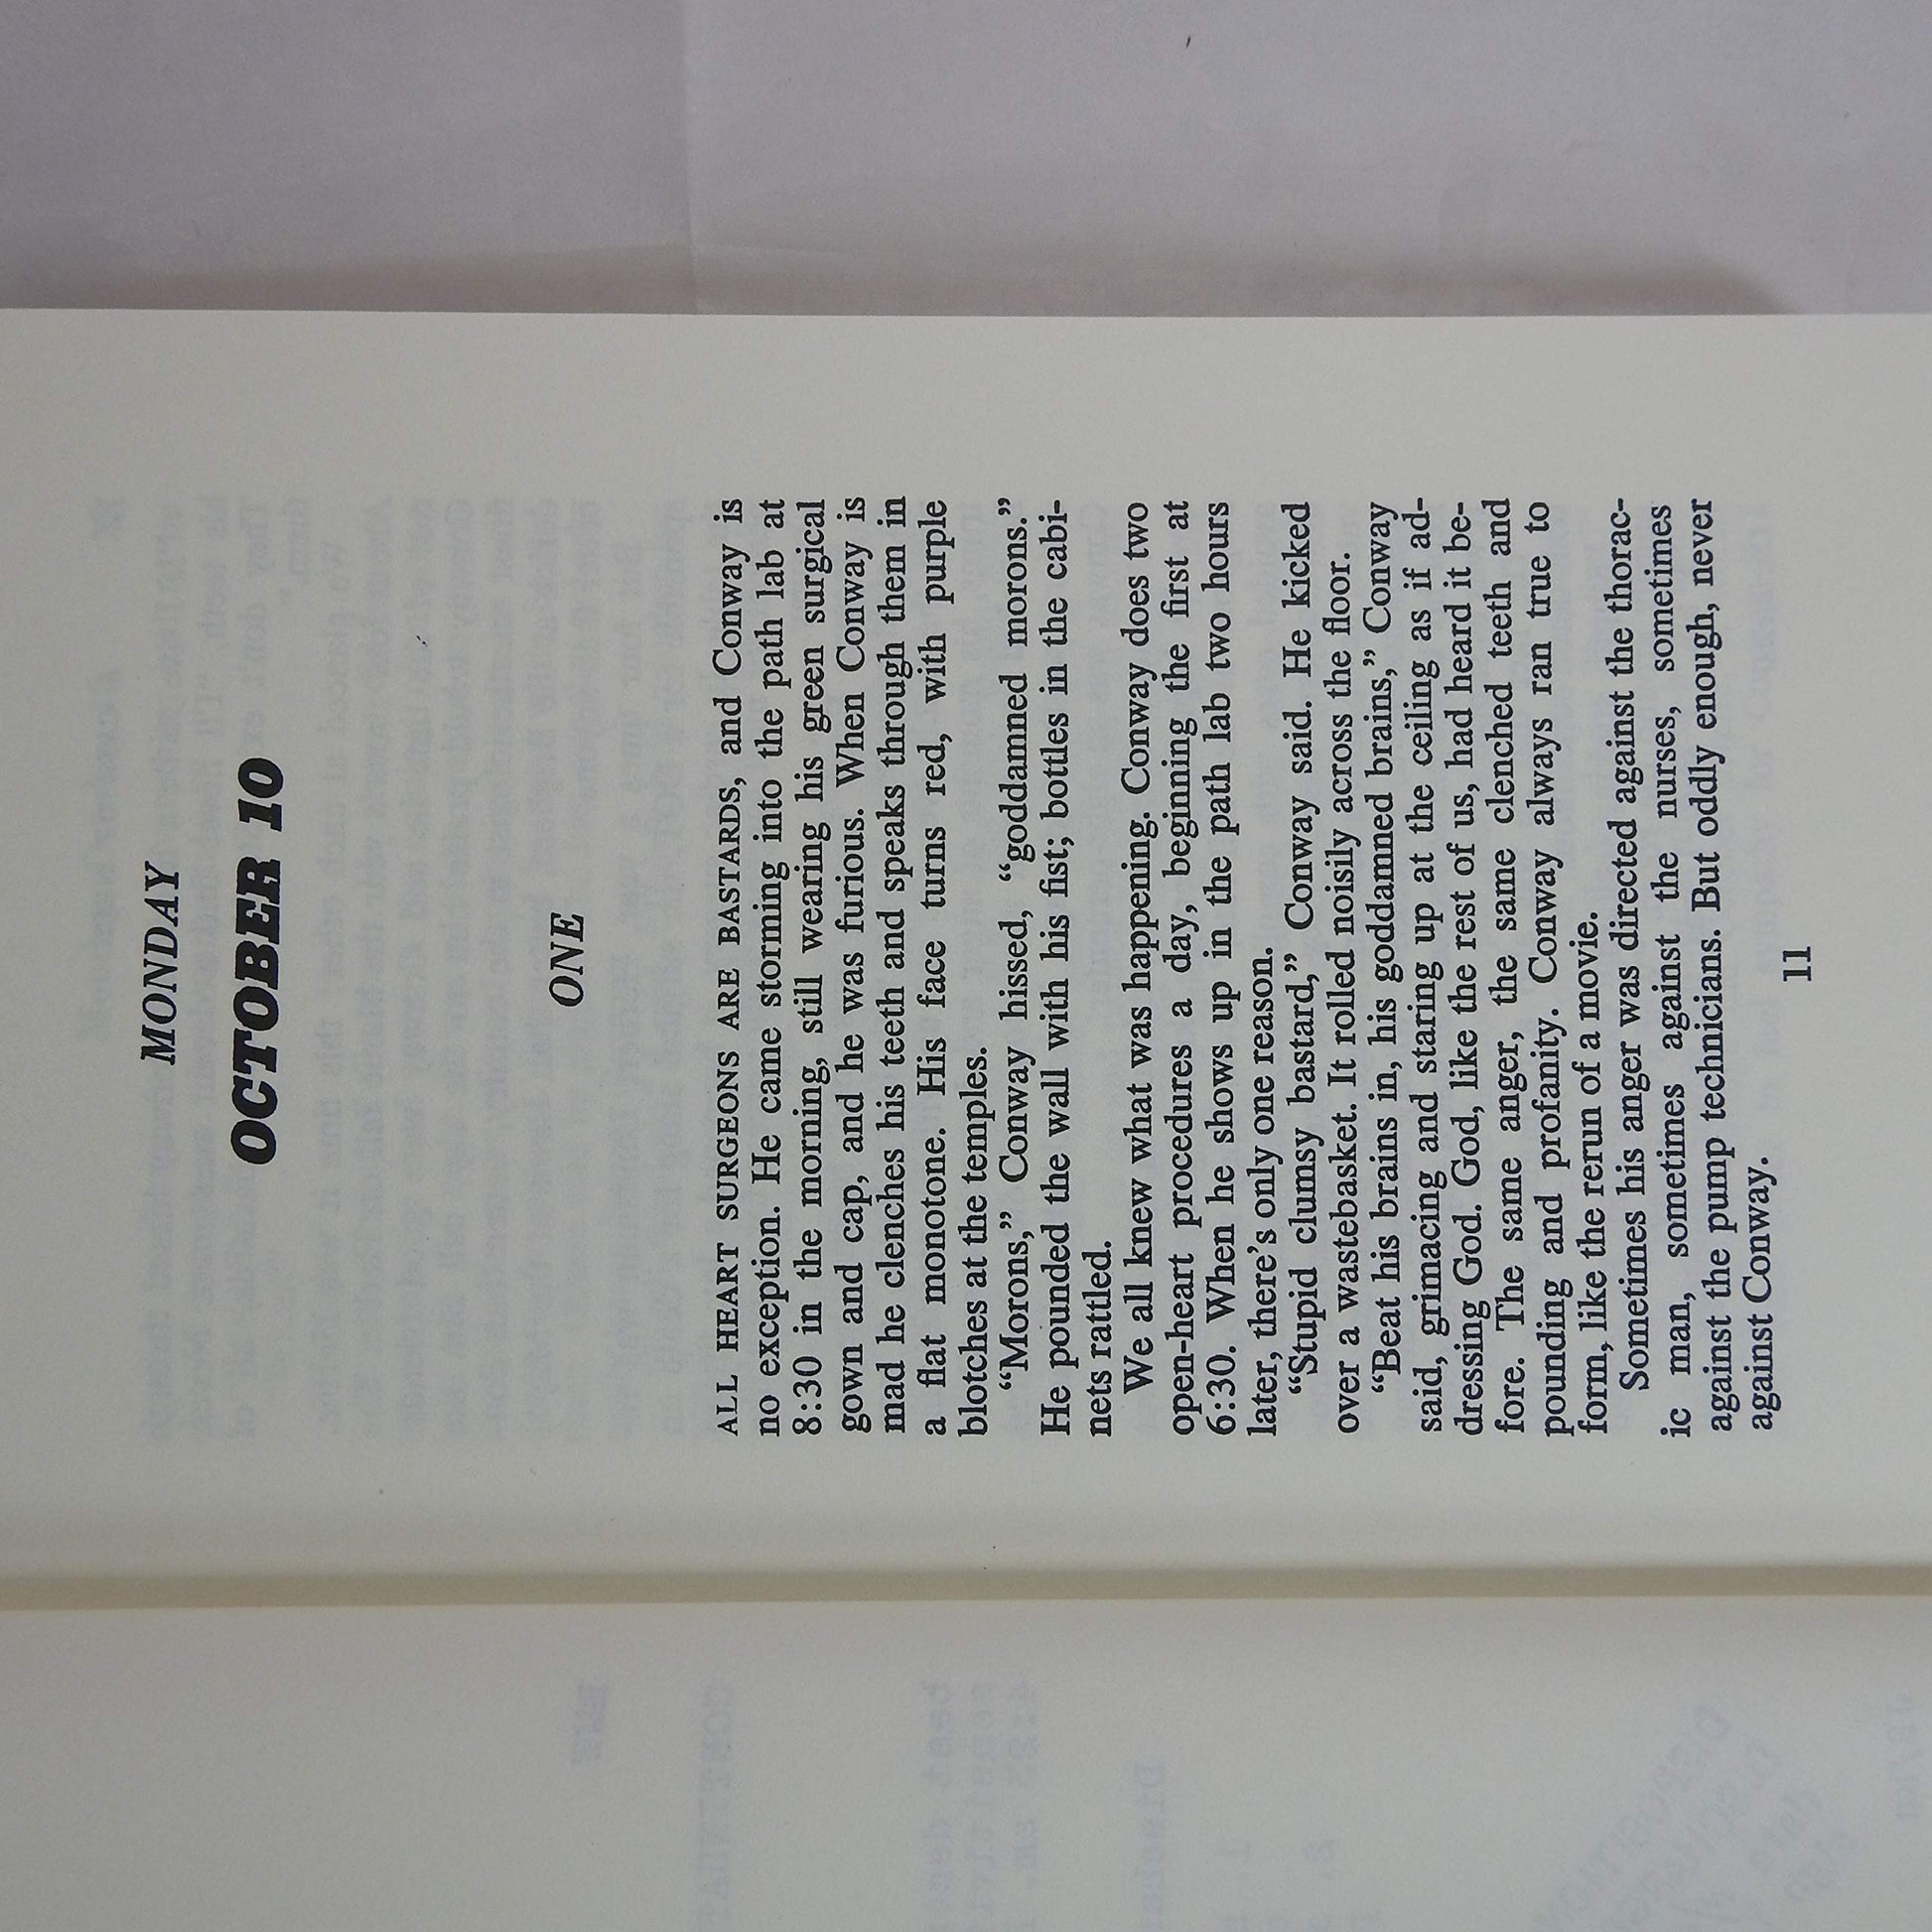 MONDAY
OCTOBER 10
ONE
ALL HEART SURGEONS ARE BASTARDS, and Conway is
no exception. He came storming into the path lab at
8:30 in the morning, still wearing his green surgical
gown and cap, and he was furious. When Conway is
mad he clenches his teeth and speaks through them in
a flat monotone. His face turns red, with purple
blotches at the temples.
“Morons,” Conway hissed, “goddamned morons.”
He pounded the wall with his fist; bottles in the cabi-
nets rattled.
We all knew what was happening. Conway does two
open-heart procedures a day, beginning the first at
6:30. When he shows up in the path lab two hours
later, there’s only one reason.
“Stupid clumsy bastard,” Conway said. He kicked
over a wastebasket. It rolled noisily across the floor.
“Beat his brains in, his goddamned brains,” Conway
said, grimacing and staring up at the ceiling as if ad-
dressing God. God, like the rest of us, had heard it be-
fore. The same anger, the same clenched teeth and
pounding and profanity. Conway always ran true to
form, like the rerun of a movie.
Sometimes his anger was directed against the thorac-
ic man, sometimes against the nurses, sometimes
against the pump technicians. But oddly enough, never
against Conway.
11